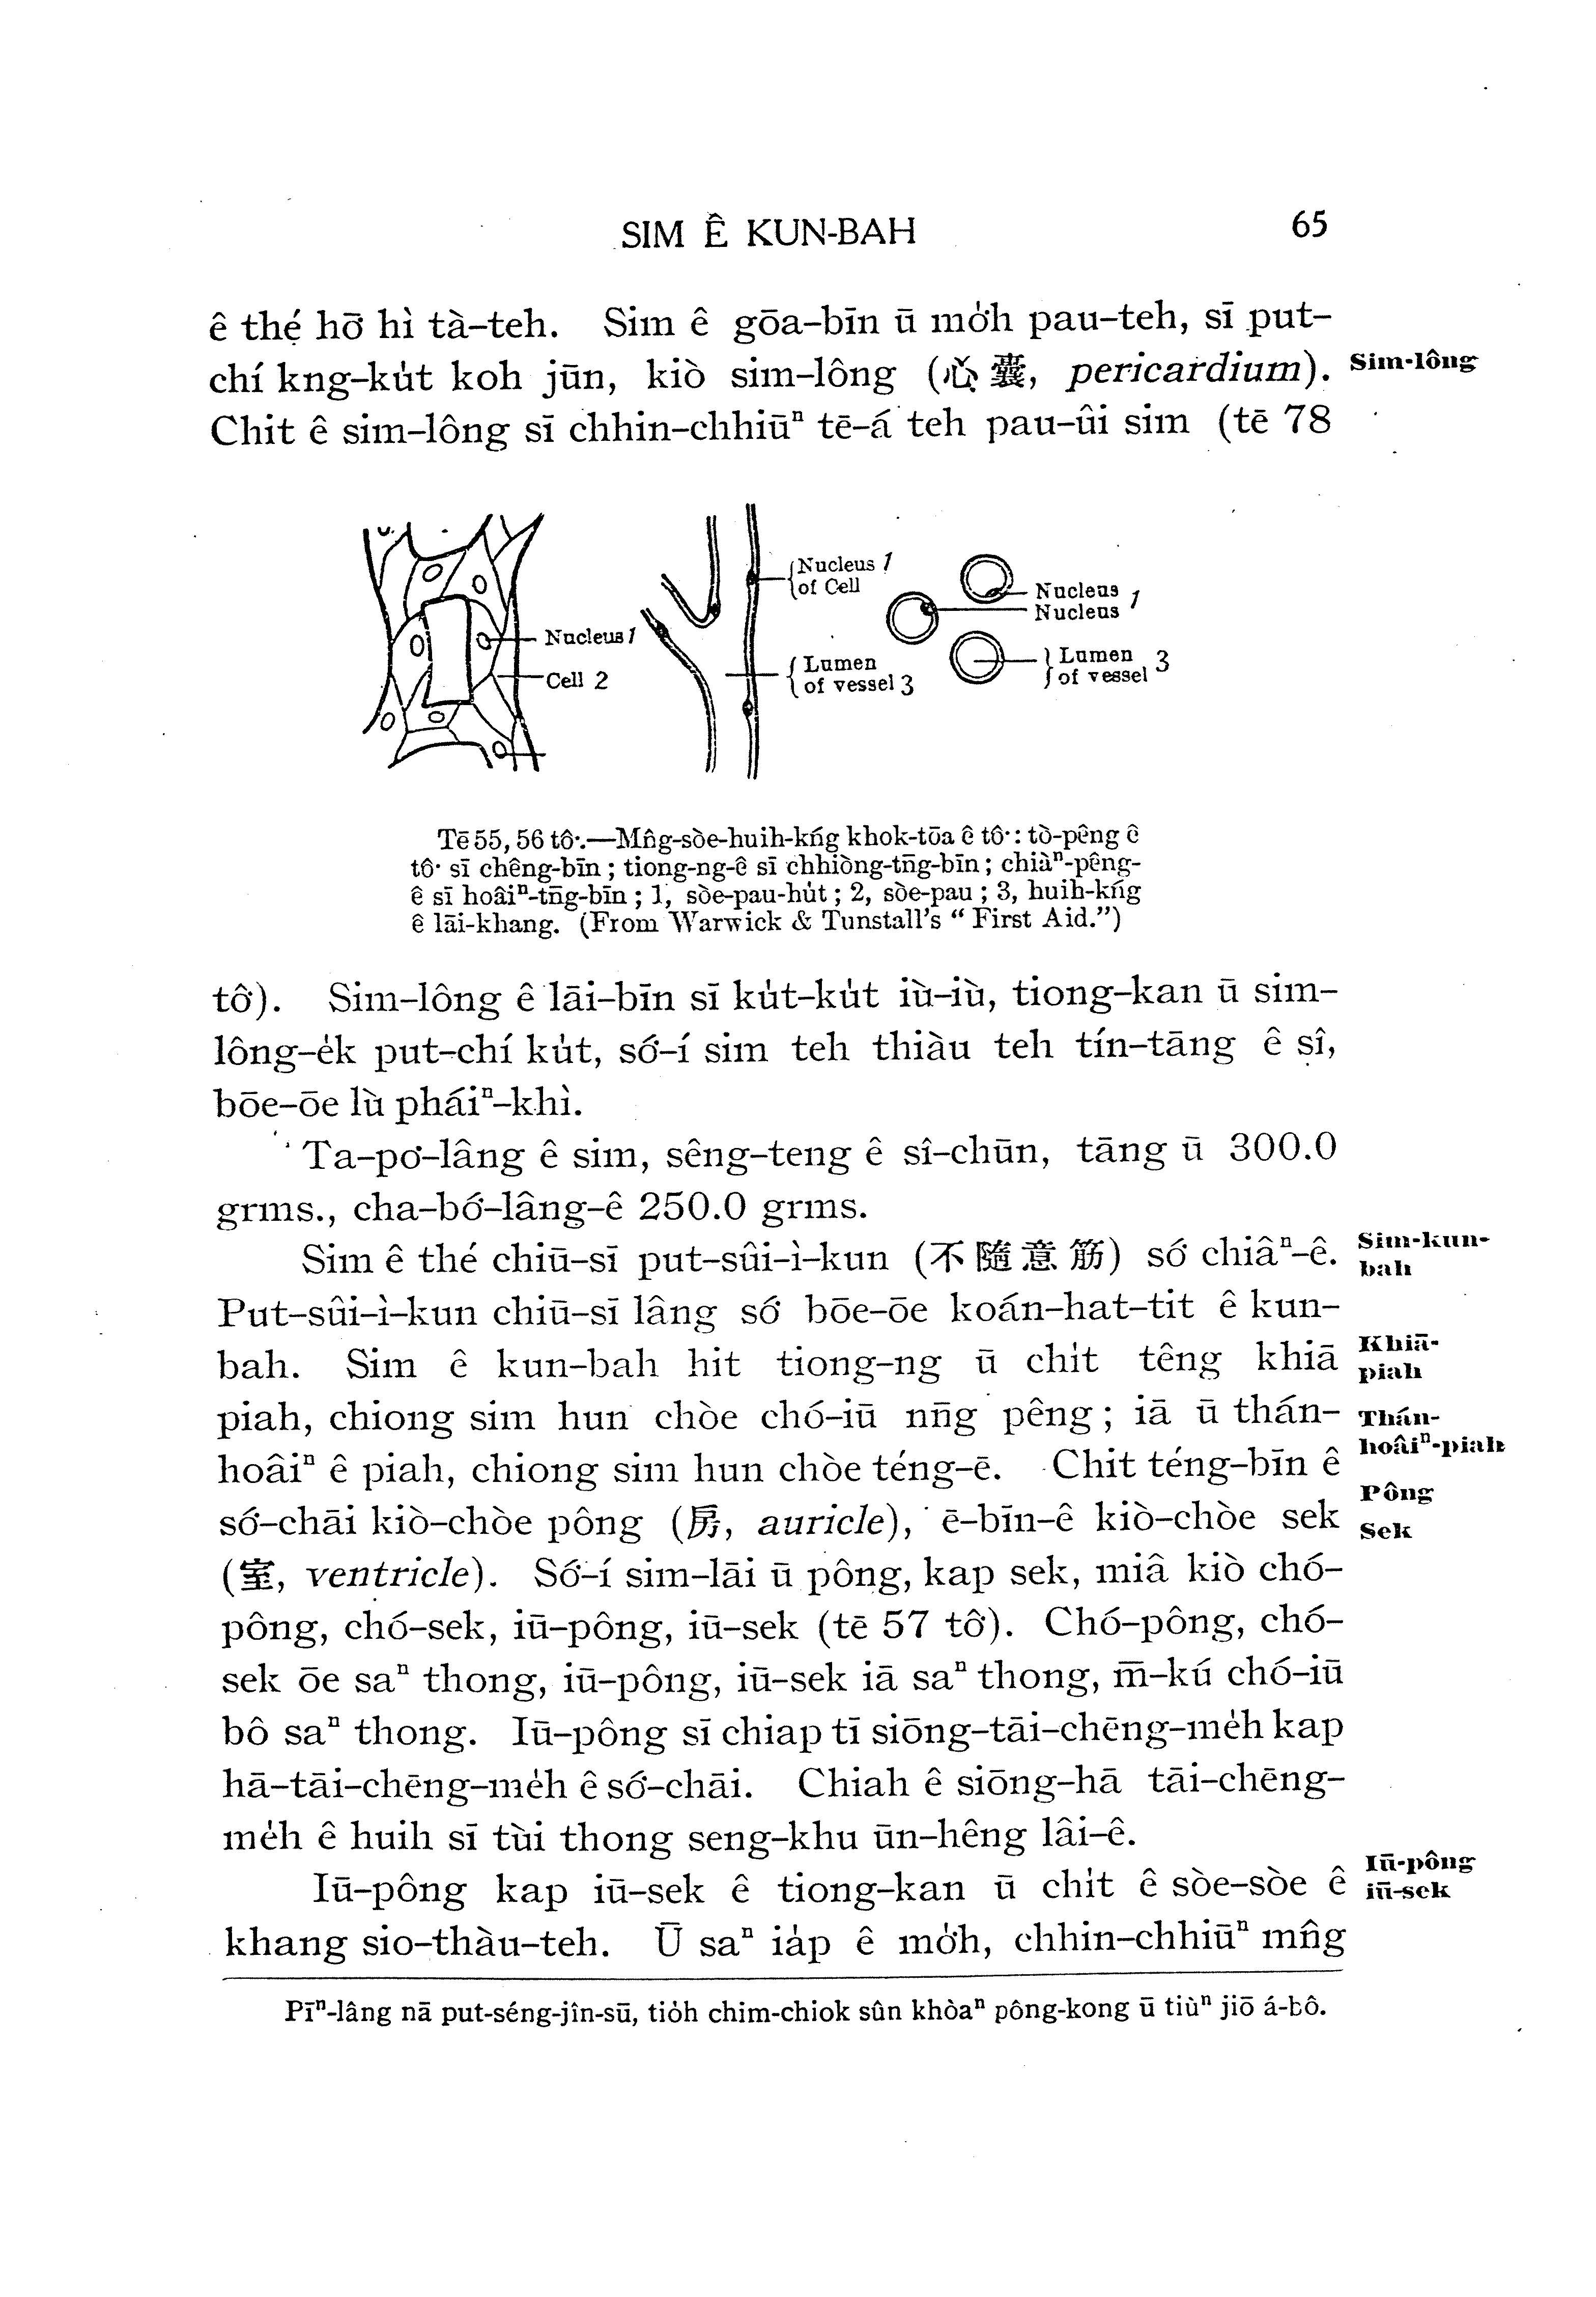 SIM Ê KUN-BAH 65
ê thé hō͘ hì tà-teh. Sim ê gōa-bīn ū mo̍͘h pau-teh, sī put-
chí kng-ku̍t koh jūn, kiò sim-lông (心囊, pericardium). Sim-lông
Chit ê sim-lông sī chhin-chhiūⁿ tē-á teh pau-ûi sim (tē 78
Nucleus 1
of Cell
Nucleus 1
Nucleus
Nucleus 1
Cell 2
Lumen
of vessel 3
Lumen 3
of vessel
Tē 55, 56 tô͘.—Mn̂g-sòe-huih-kńg khok-tōa ê tô͘: tò-pêng ê
tô͘ sī chêng-bīn; tiong-ng-ê sī chhiòng-tn̄g-bīn; chiàⁿ-pêng-
ê sī hoâiⁿ-tn̄g-bīn; 1, sòe-pau-hu̍t; 2, sòe-pau; 3, huih-kńg
ê lāi-khang. (From Warwick & Tunstall's “First Aid.”)
tô͘). Sim-lông ê lāi-bīn sī ku̍t-ku̍t iù-iù, tiong-kan ū sim-
lông-e̍k put-chí ku̍t, só͘-í sim teh thiàu teh tín-tāng ê sî,
bōe-ōe lù pháiⁿ-khì.
Ta-po͘-lâng ê sim, sêng-teng ê sî-chūn, tāng ū 300.0
grms., cha-bó͘-lâng-ê 250.0 grms.
Sim ê thé chiū-sī put-sûi-ì-kun (不隨意筋) só͘ chiâⁿ-ê. Sim-kun-
bah
Put-sûi-ì-kun chiū-sī lâng só͘ bōe-ōe koán-hat-tit ê kun-
bah. Sim ê kun-bah hit tiong-ng ū chi̍t têng khiā Khiā-
piah
piah, chiong sim hun chòe chó-iū nn̄g pêng; iā ū thán- Thán-
hoâiⁿ-piah
hoâiⁿ ê piah, chiong sim hun chòe téng-ē. Chit téng-bīn ê
só͘-chāi kiò-chòe pông (房, auricle), ē-bīn-ê kiò-chòe sek Pông
Sek
(室, ventricle). Só͘-í sim-lāi ū pông, kap sek, miâ kiò chó-
pông, chó-sek, iū-pông, iū-sek (tē 57 tô͘). Chó-pông, chó-
sek ōe saⁿ thong, iū-pông, iū-sek iā saⁿ thong, m̄-kú chó-iū
bô saⁿ thong. Iū-pông sī chiap tī siōng-tāi-chēng-me̍h kap
hā-tāi-chēng-me̍h ê só͘-chāi. Chiah ê siōng-hā tāi-chēng-
me̍h ê huih sī tùi thong seng-khu ūn-hêng lâi-ê.
Iū-pông kap iū-sek ê tiong-kan ū chi̍t ê sòe-sòe ê Iū-pông
iū-sek
khang sio-thàu-teh. Ū saⁿ ia̍p ê mo̍͘h, chhin-chhiūⁿ mn̂g
Pīⁿ-lâng nā put-séng-jîn-sū, tio̍h chim-chiok sûn khòaⁿ pông-kong ū tiùⁿ jiō á-bô.